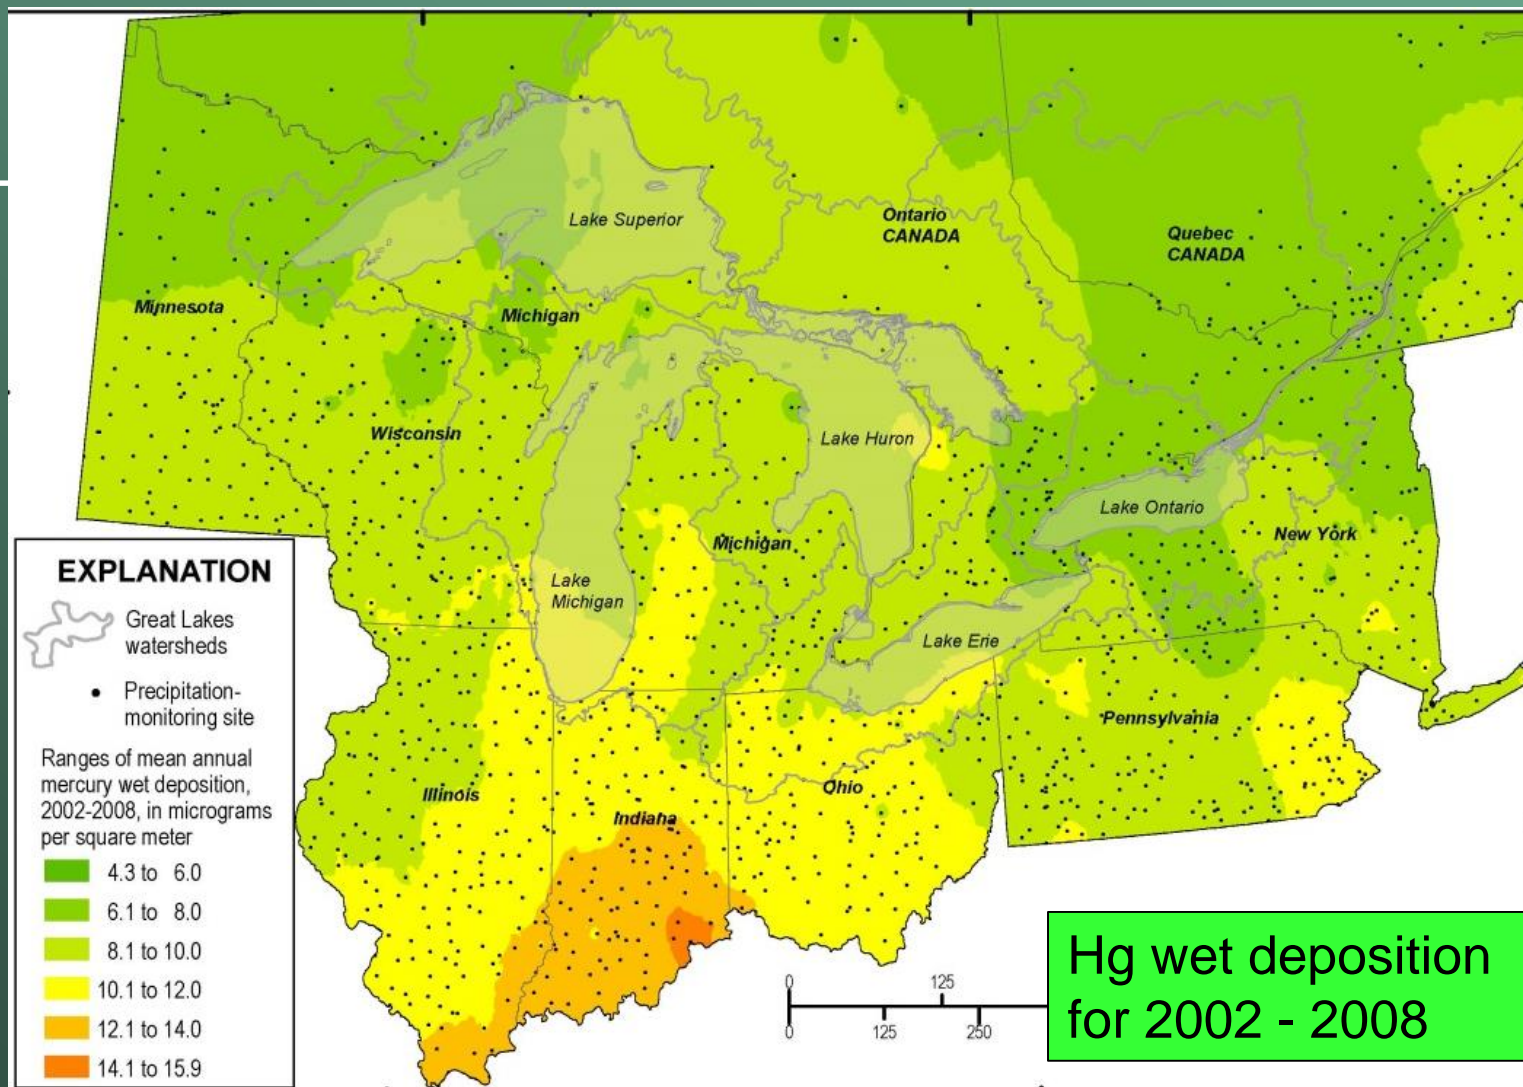 Lake Superior
Ontario
CANADA
Quebec
CANADA
Minnesota
Michigan
Wisconsin
Lake Huron
Lake Ontario
New York
Michigan
Lake
Michigan
Lake Erie
Pennsylvania
Illinois
Ohio
Indiana
EXPLANATION
Great Lakes
watersheds
Precipitation-
monitoring site
Ranges of mean annual
mercury wet deposition,
2002-2008, in micrograms
per square meter
4.3 to 6.0
6.1 to 8.0
8.1 to 10.0
10.1 to 12.0
12.1 to 14.0
14.1 to 15.9
0 125
0 125 250
Hg wet deposition
for 2002 - 2008